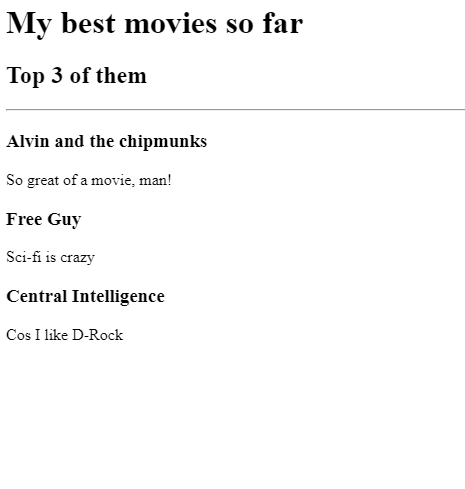 My best movies so far
Top 3 of them
Alvin and the chipmunks
So great of a movie, man!
Free Guy
Sci-fi is crazy
Central Intelligence
Cos I like D-Rock